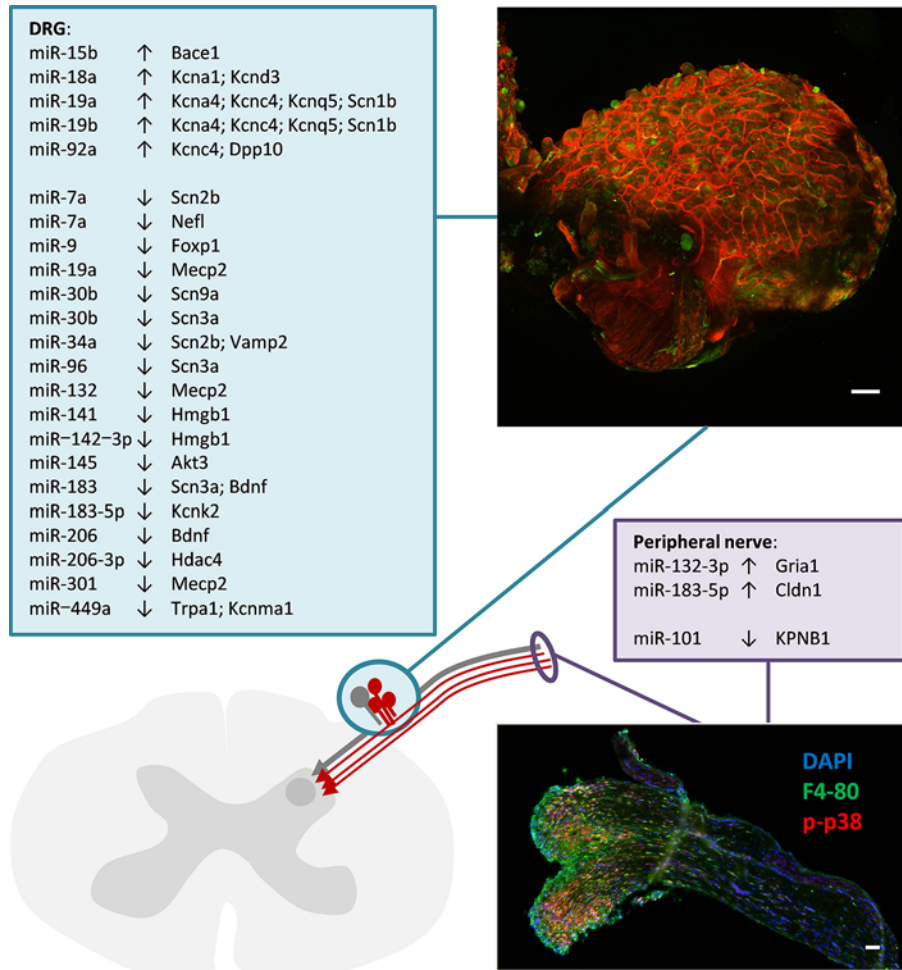 DRG:
miR-15b ↑ Bace1
miR-18a ↑ Kcna1; Kcnd3
miR-19a ↑ Kcna4; Kcnc4; Kcnq5; Scn1b
miR-19b ↑ Kcna4; Kcnc4; Kcnq5; Scn1b
miR-92a ↑ Kcnc4; Dpp10
miR-7a ↓ Scn2b
miR-7a ↓ Nefl
miR-9 ↓ Foxp1
miR-19a ↓ Mecp2
miR-30b ↓ Scn9a
miR-30b ↓ Scn3a
miR-34a ↓ Scn2b; Vamp2
miR-96 ↓ Scn3a
miR-132 ↓ Mecp2
miR-141 ↓ Hmgb1
miR−142−3p ↓ Hmgb1
miR-145 ↓ Akt3
miR-183 ↓ Scn3a; Bdnf
miR-183-5p ↓ Kcnk2
miR-206 ↓ Bdnf
miR-206-3p ↓ Hdac4
miR-301 ↓ Mecp2
miR−449a ↓ Trpa1; Kcnma1
Peripheral nerve:
miR-132-3p ↑ Gria1
miR-183-5p ↑ Cldn1
miR-101 ↓ KPNB1
DAPI
F4-80
p-p38